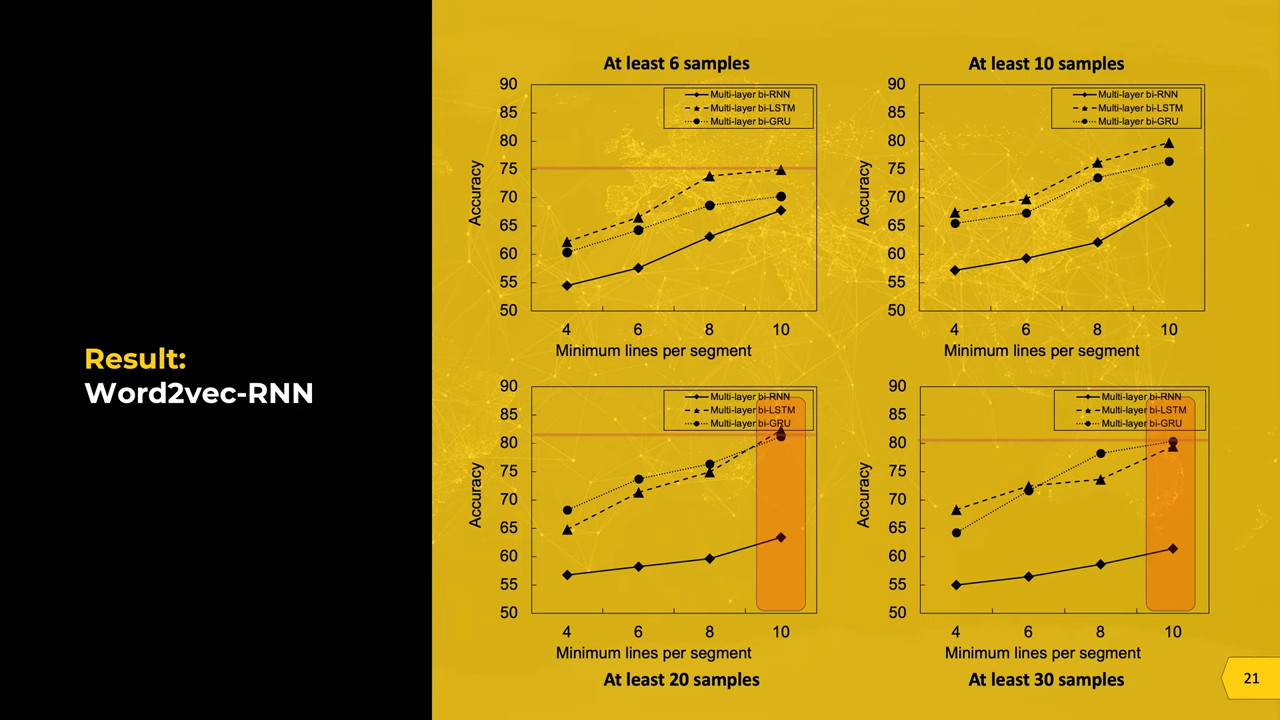 Result:
Word2vec-RNN
At least 6 samples
90
85
80
75
70
65
60
55
50
Accuracy
Multi-layer bi-RNN
Multi-layer bi-LSTM
Multi-layer bi-GRU
4 6 8 10
Minimum lines per segment
At least 10 samples
90
85
80
75
70
65
60
55
50
Accuracy
Multi-layer bi-RNN
Multi-layer bi-LSTM
Multi-layer bi-GRU
4 6 8 10
Minimum lines per segment
90
85
80
75
70
65
60
55
50
Accuracy
Multi-layer bi-RNN
Multi-layer bi-LSTM
Multi-layer bi-GRU
4 6 8 10
Minimum lines per segment
At least 20 samples
90
85
80
75
70
65
60
55
50
Accuracy
Multi-layer bi-RNN
Multi-layer bi-LSTM
Multi-layer bi-GRU
4 6 8 10
Minimum lines per segment
At least 30 samples
21